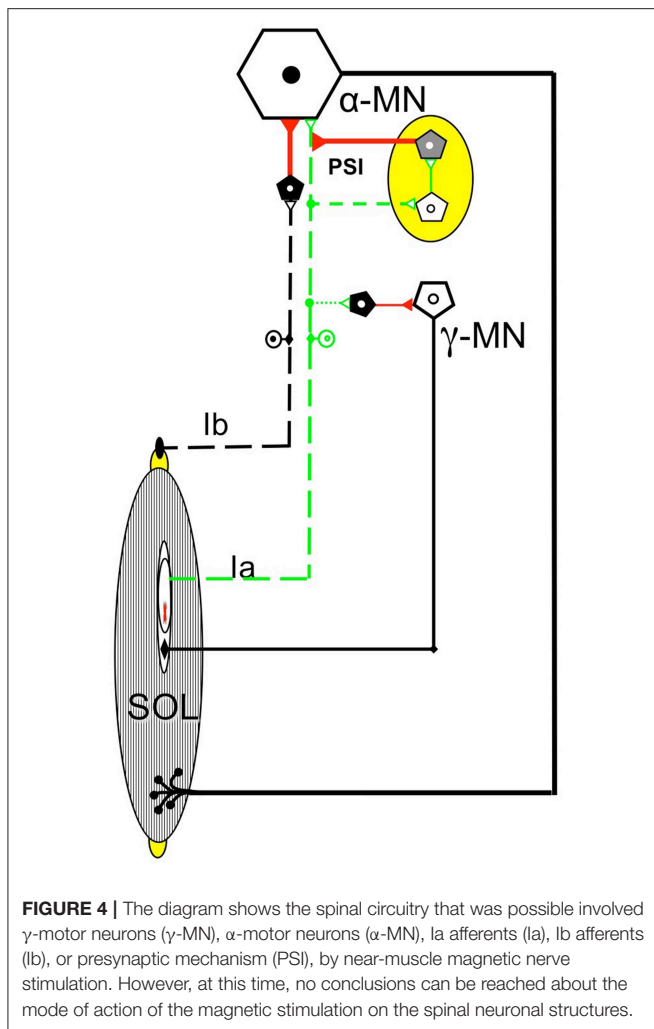 α-MN
PSI
γ-MN
Ib
Ia
SOL
FIGURE 4 | The diagram shows the spinal circuitry that was possible involved
γ-motor neurons (γ-MN), α-motor neurons (α-MN), Ia afferents (Ia), Ib afferents
(Ib), or presynaptic mechanism (PSI), by near-muscle magnetic nerve
stimulation. However, at this time, no conclusions can be reached about the
mode of action of the magnetic stimulation on the spinal neuronal structures.